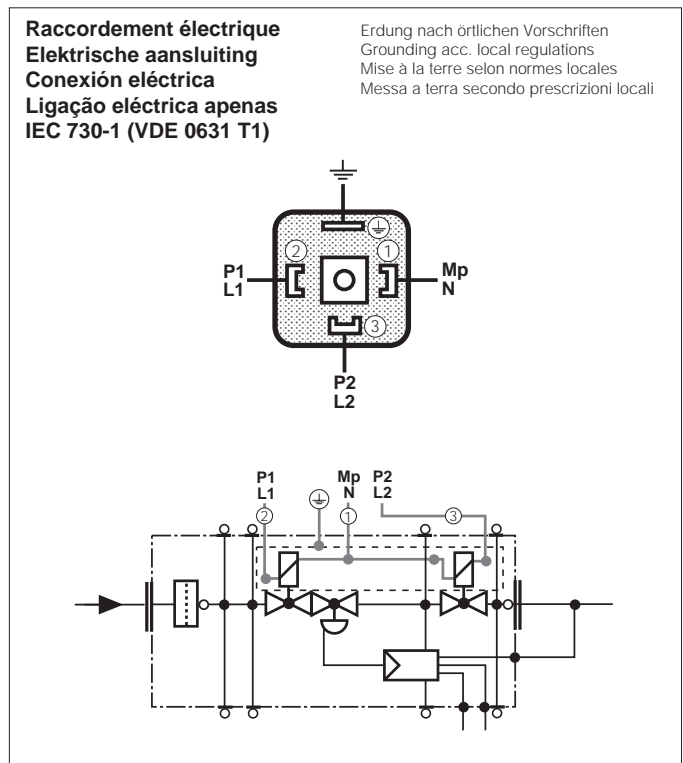 Raccordement électrique
Elektrische aansluiting
Conexión eléctrica
Ligação eléctrica apenas
IEC 730-1 (VDE 0631 T1)
Erdung nach örtlichen Vorschriften
Grounding acc. local regulations
Mise à la terre selon normes locales
Messa a terra secondo prescrizioni locali
2
1
P1
L1
Mp
N
3
P2
L2
P1
L1
Mp
N
P2
L2
2
1
3